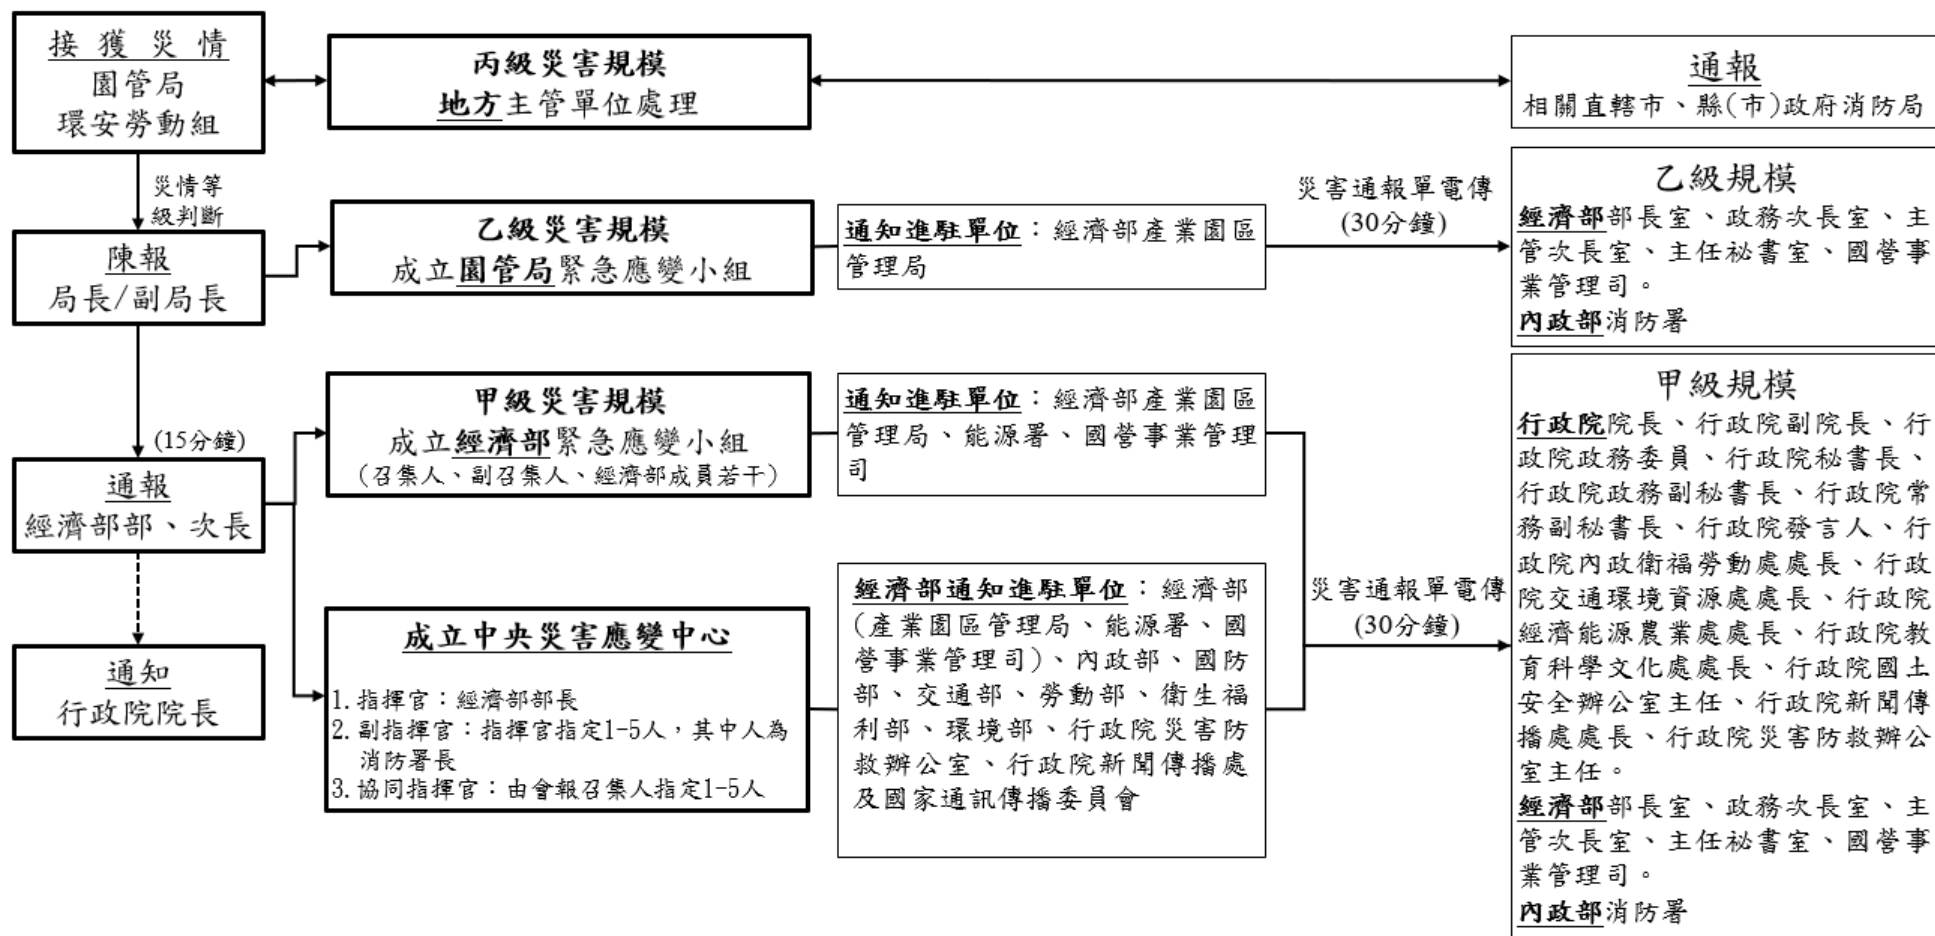 接獲災情
園管局
環安勞動組
丙級災害規模
地方主管單位處理
通報
相關直轄市、縣(市)政府消防局
災情等
級判斷
陳報
局長/副局長
乙級災害規模
成立園管局緊急應變小組
通知進駐單位：經濟部產業園區
管理局
災害通報單電傳
(30分鐘)
乙級規模
經濟部部長室、政務次長室、主
管次長室、主任祕書室、國營事
業管理司。
內政部消防署
(15分鐘)
通報
經濟部部、次長
甲級災害規模
成立經濟部緊急應變小組
(召集人、副召集人、經濟部成員若干)
通知進駐單位：經濟部產業園區
管理局、能源署、國營事業管理
司
通知
行政院院長
成立中央災害應變中心
1.指揮官：經濟部部長
2.副指揮官：指揮官指定1-5人，其中人為
消防署長
3.協同指揮官：由會報召集人指定1-5人
經濟部通知進駐單位：經濟部
(產業園區管理局、能源署、國
營事業管理司)、內政部、國防
部、交通部、勞動部、衛生福
利部、環境部、行政院災害防
救辦公室、行政院新聞傳播處
及國家通訊傳播委員會
災害通報單電傳
(30分鐘)
甲級規模
行政院院長、行政院副院長、行
政院政務委員、行政院秘書長、
行政院政務副秘書長、行政院常
務副秘書長、行政院發言人、行
政院內政衛福勞動處處長、行政
院交通環境資源處處長、行政院
經濟能源農業處處長、行政院教
育科學文化處處長、行政院國土
安全辦公室主任、行政院新聞傳
播處處長、行政院災害防救辦公
室主任。
經濟部部長室、政務次長室、主
管次長室、主任祕書室、國營事
業管理司。
內政部消防署